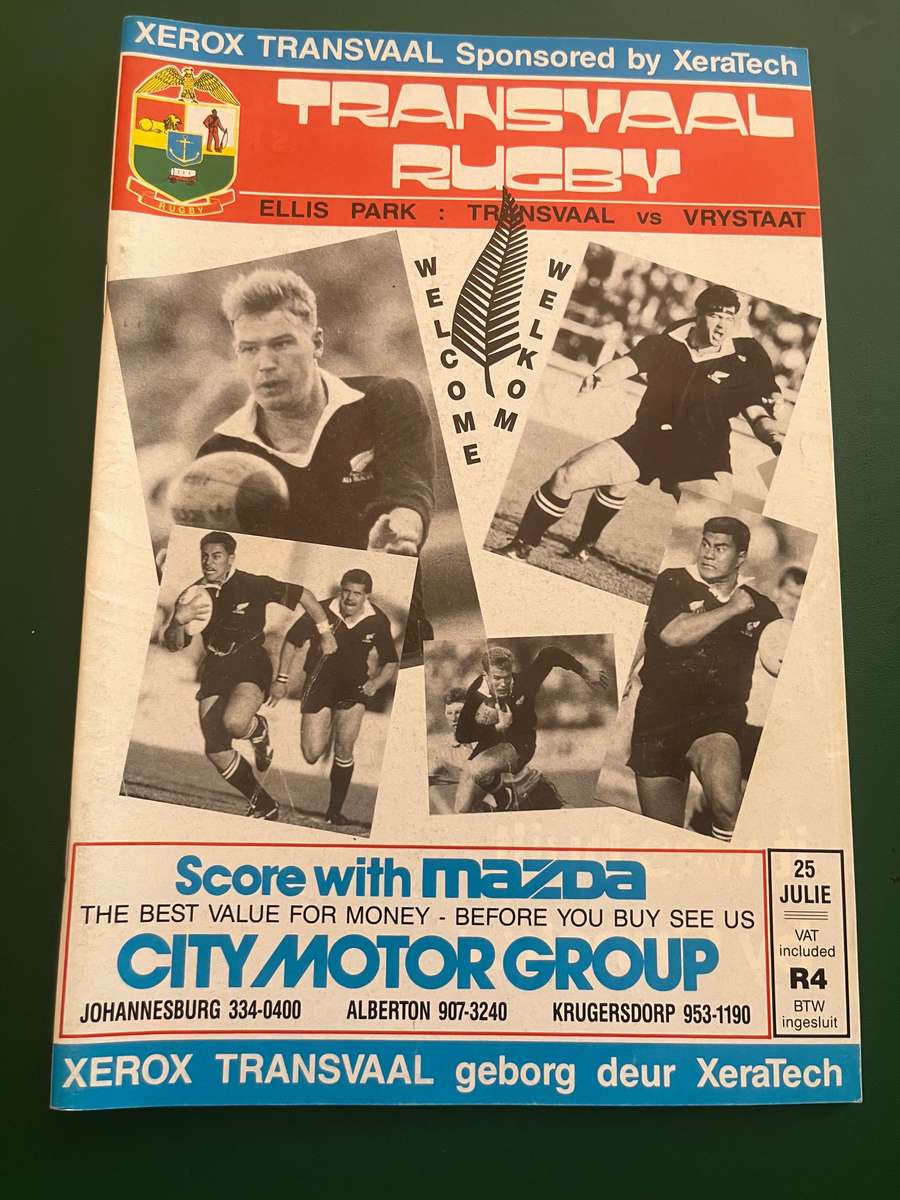 XEROX TRANSVAAL Sponsored by XeraTech
TRANSVAAL
RUGBY
RUGBY
ELLIS PARK : TRANSVAAL vs VRYSTAAT
WELCOME
WELKOM
Score with mazda
THE BEST VALUE FOR MONEY - BEFORE YOU BUY SEE US
CITY MOTOR GROUP
JOHANNESBURG 334-0400 ALBERTON 907-3240 KRUGERSDORP 953-1190
25
JULIE
VAT
included
R4
BTW
ingesluit
XEROX TRANSVAAL geborg deur XeraTech